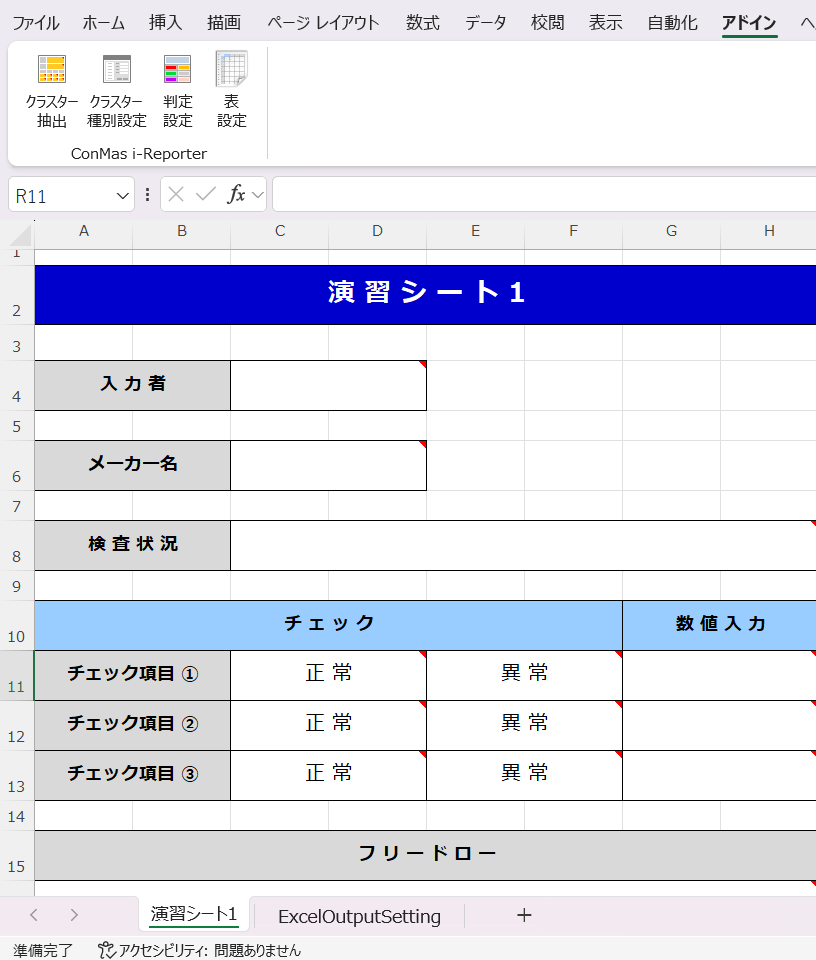 ファイル ホーム 挿入 描画 ページ レイアウト 数式 データ 校閲 表示 自動化 アドイン ヘ
クラスター クラスター 判定 表
抽出 種別設定 設定 設定
ConMas i-Reporter
R11 fx
A B C D E F G H
1
2 演習シート1
3
4 入力者
5
6 メーカー名
7
8 検査状況
9
10 チェック 数値入力
11 チェック項目 ① 正常 異常
12 チェック項目 ② 正常 異常
13 チェック項目 ③ 正常 異常
14
15 フリードロー
演習シート1 ExcelOutputSetting +
準備完了 アクセシビリティ: 問題ありません